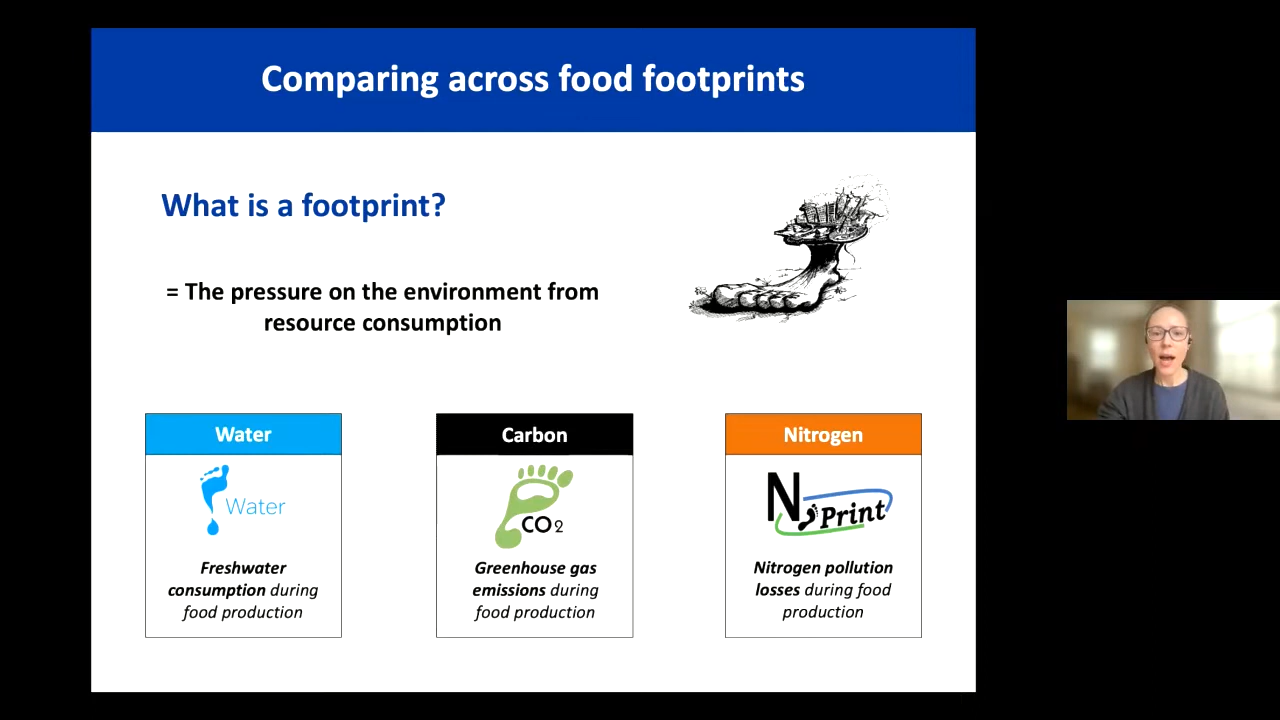 Comparing across food footprints
What is a footprint?
= The pressure on the environment from
resource consumption
Water
Water
Freshwater
consumption during
food production
Carbon
CO2
Greenhouse gas
emissions during
food production
Nitrogen
N Print
Nitrogen pollution
losses during food
production